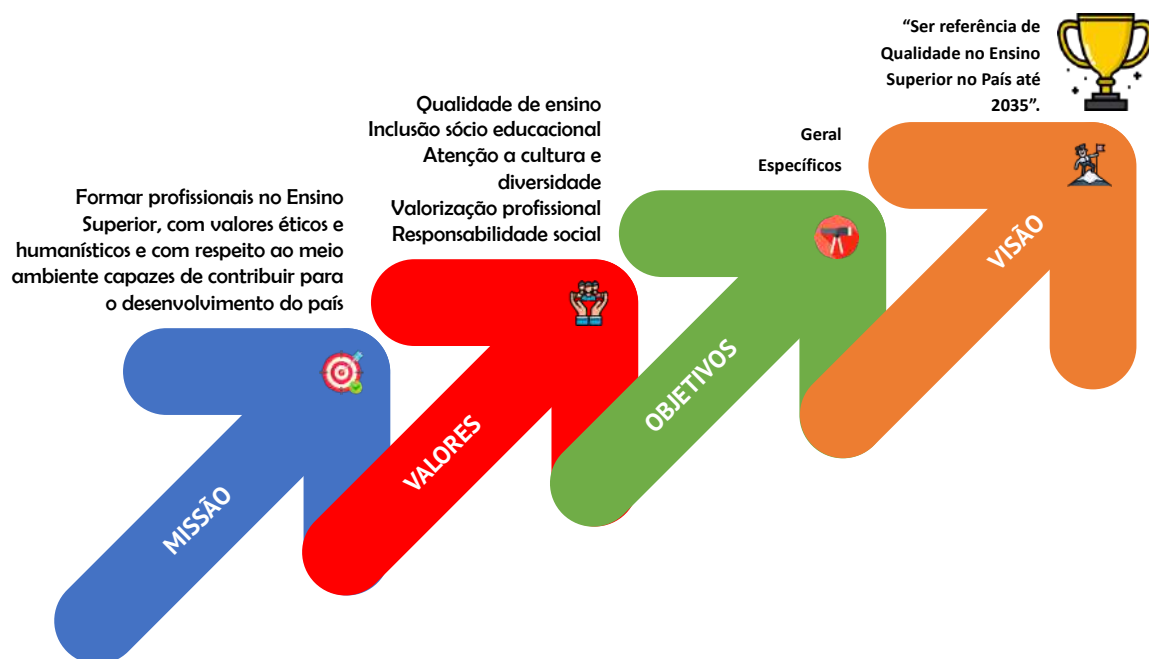 Formar profissionais no Ensino
Superior, com valores éticos e
humanísticos e com respeito ao meio
ambiente capazes de contribuir para
o desenvolvimento do país
MISSÃO
Qualidade de ensino
Inclusão sócio educacional
Atenção a cultura e
diversidade
Valorização profissional
Responsabilidade social
VALORES
Geral
Específicos
OBJETIVOS
“Ser referência de
Qualidade no Ensino
Superior no País até
2035”.
VISÃO